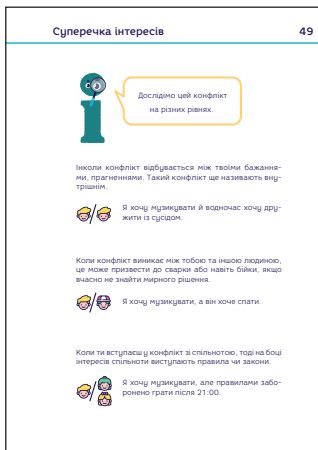 Суперечка інтересів 49
Дослідімо цей конфлікт
на різних рівнях.
Інколи конфлікт відбувається між твоїми бажання-
ми, прагненнями. Такий конфлікт ще називають вну-
трішнім.
Я хочу музикувати й водночас хочу дру-
жити із сусідом.
Коли конфлікт виникає між тобою та іншою людиною,
це може призвести до сварки або навіть бійки, якщо
вчасно не знайти мирного рішення.
Я хочу музикувати, а він хоче спати.
Коли ти вступаєш у конфлікт зі спільнотою, тоді на боці
інтересів спільноти виступають правила чи закони.
Я хочу музикувати, але правилами забо-
ронено грати після 21:00.